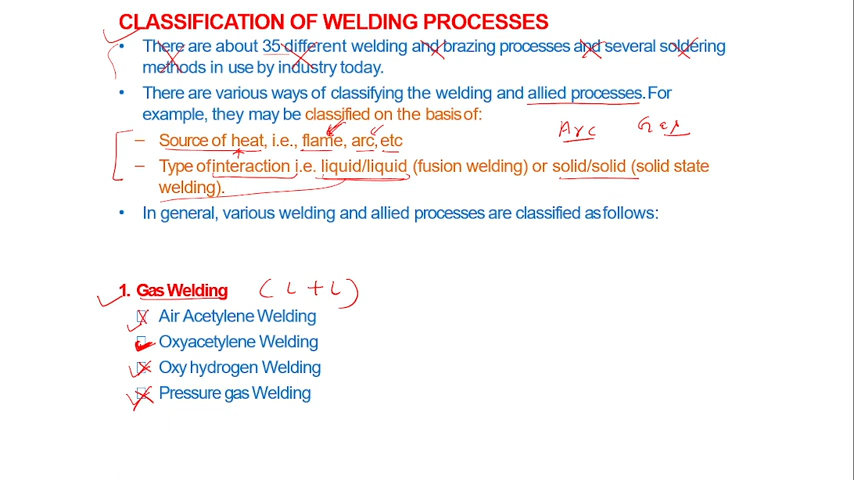 CLASSIFICATION OF WELDING PROCESSES
• There are about 35 different welding and brazing processes and several soldering
methods in use by industry today.
• There are various ways of classifying the welding and allied processes. For
example, they may be classified on the basis of:
Arc Gas
– Source of heat, i.e., flame, arc, etc
– Type of interaction i.e. liquid/liquid (fusion welding) or solid/solid (solid state
welding).
• In general, various welding and allied processes are classified as follows:
1. Gas Welding (L + L)
Air Acetylene Welding
Oxyacetylene Welding
Oxy hydrogen Welding
Pressure gas Welding